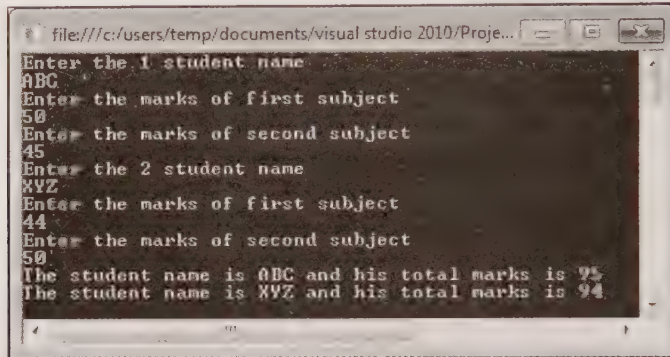 file:///c:/users/temp/documents/visual studio 2010/Proje...
Enter the 1 student name
ABC
Enter the marks of first subject
50
Enter the marks of second subject
45
Enter the 2 student name
XYZ
Enter the marks of first subject
44
Enter the marks of second subject
50
The student name is ABC and his total marks is 95
The student name is XYZ and his total marks is 94